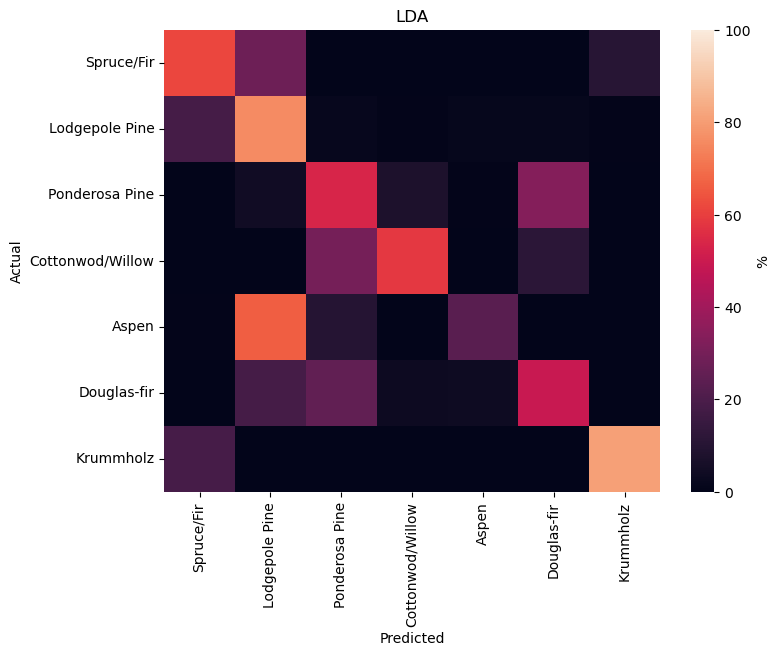 LDA
Spruce/Fir
Lodgepole Pine
Ponderosa Pine
Cottonwod/Willow
Aspen
Douglas-fir
Krummholz
Actual
Spruce/Fir
Lodgepole Pine
Ponderosa Pine
Cottonwod/Willow
Aspen
Douglas-fir
Krummholz
Predicted
100
80
60
40
20
0
%